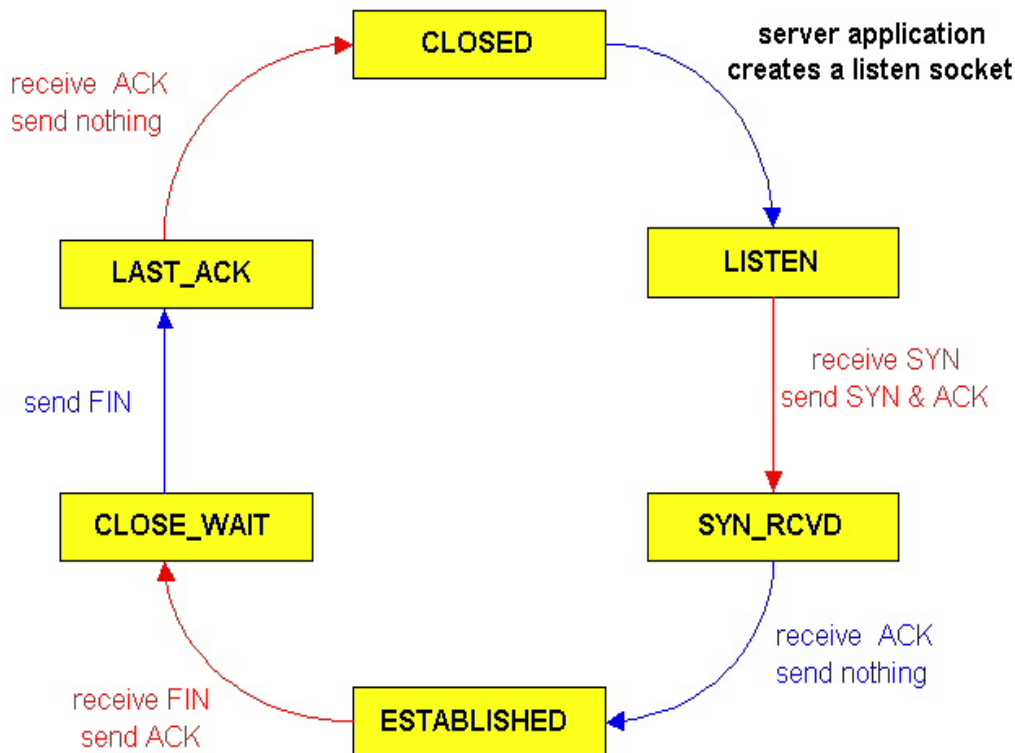 CLOSED
server application
creates a listen socket
receive ACK
send nothing
LAST_ACK
LISTEN
receive SYN
send SYN & ACK
send FIN
CLOSE_WAIT
SYN_RCVD
receive ACK
send nothing
receive FIN
send ACK
ESTABLISHED